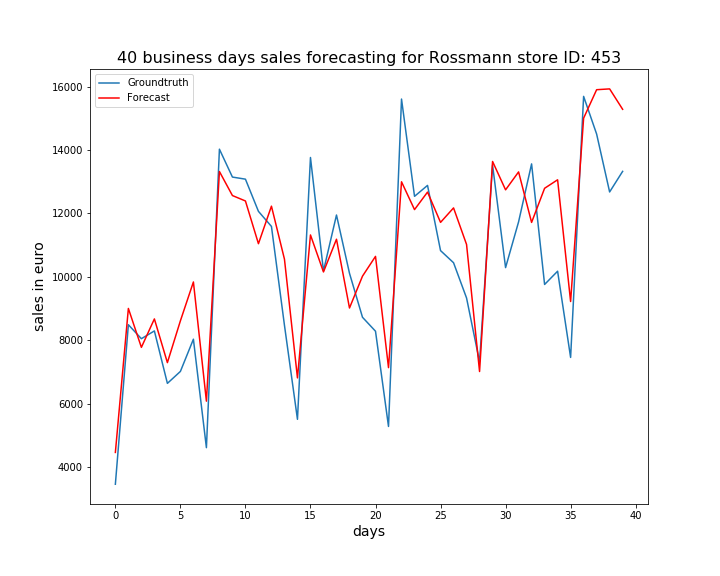 40 business days sales forecasting for Rossmann store ID: 453
Groundtruth
Forecast
16000
14000
12000
10000
8000
6000
4000
sales in euro
0 5 10 15 20 25 30 35 40
days